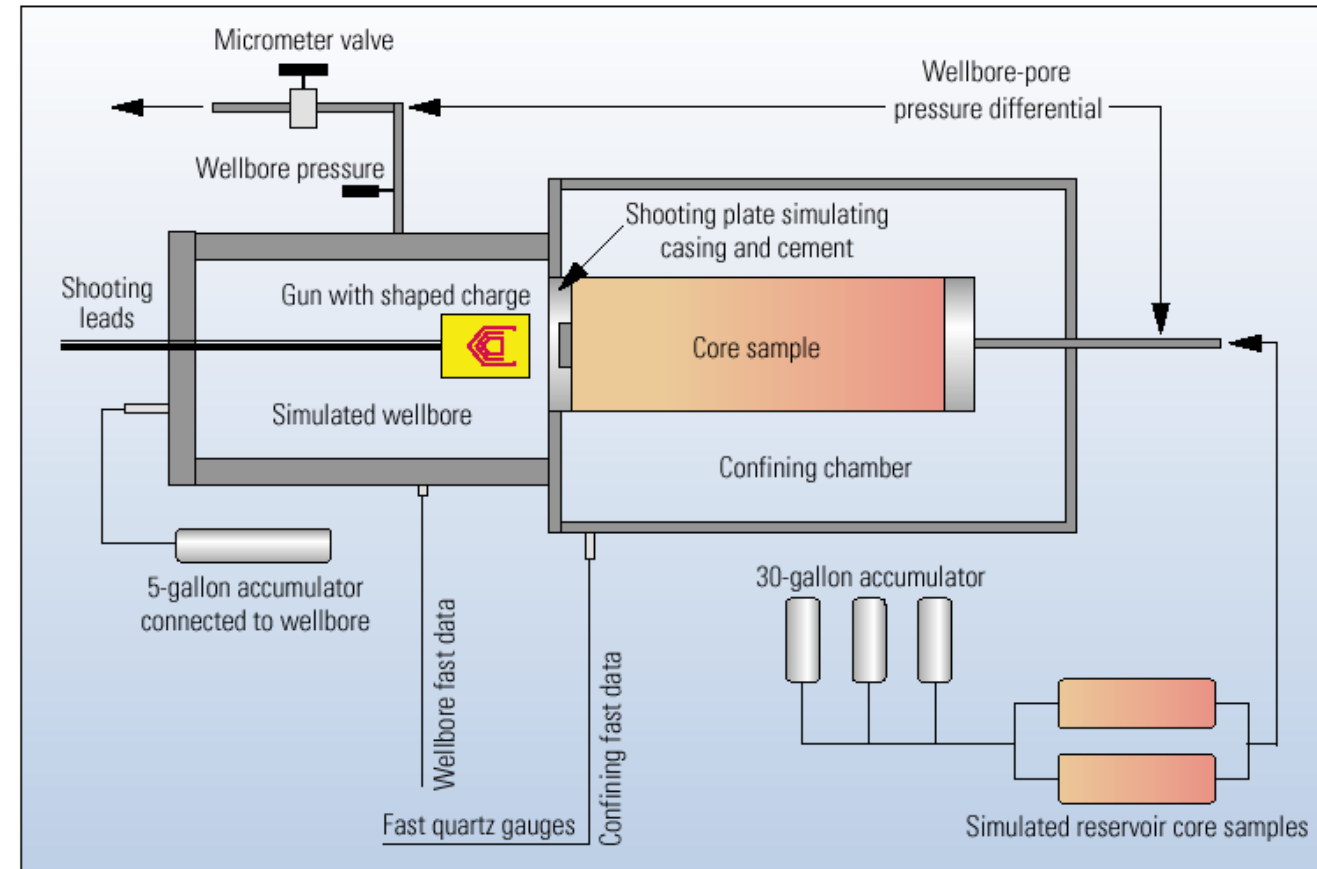 Micrometer valve
Wellbore-pore
pressure differential
Wellbore pressure
Shooting plate simulating
casing and cement
Shooting
leads
Gun with shaped charge
Core sample
Simulated wellbore
Confining chamber
5-gallon accumulator
connected to wellbore
30-gallon accumulator
Wellbore fast data
Confining fast data
Fast quartz gauges
Simulated reservoir core samples